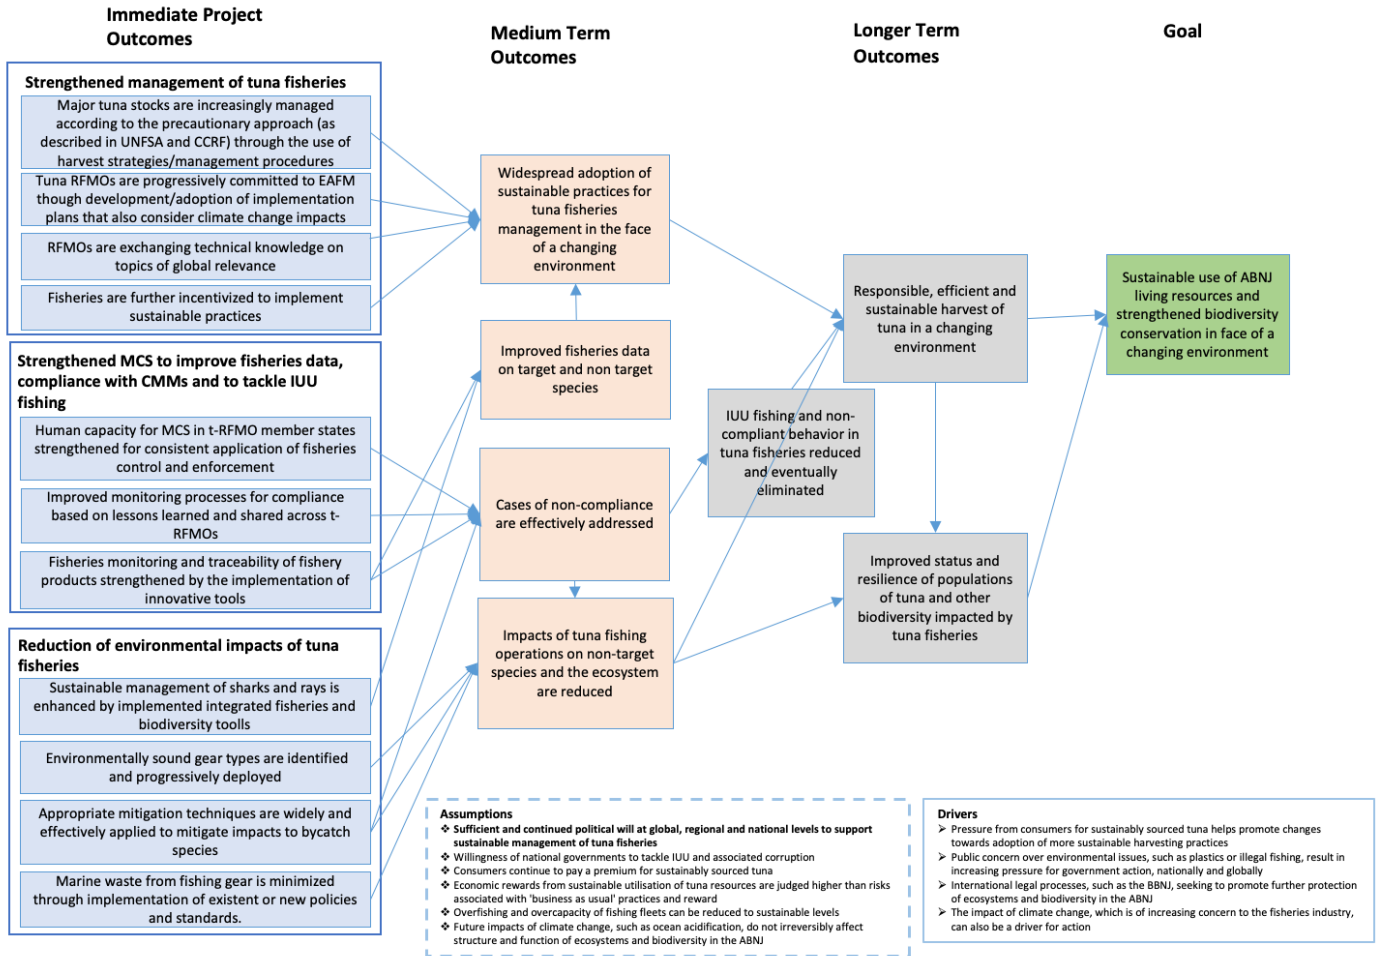 Immediate Project
Outcomes
Medium Term
Outcomes
Longer Term
Outcomes
Goal
Strengthened management of tuna fisheries
Major tuna stocks are increasingly managed
according to the precautionary approach (as
described in UNFSA and CCRF) through the use of
harvest strategies/management procedures
Tuna RFMOs are progressively committed to EAFM
though development/adoption of implementation
plans that also consider climate change impacts
RFMOs are exchanging technical knowledge on
topics of global relevance
Fisheries are further incentivized to implement
sustainable practices
Strengthened MCS to improve fisheries data,
compliance with CMMs and to tackle IUU
fishing
Human capacity for MCS in t-RFMO member states
strengthened for consistent application of fisheries
control and enforcement
Improved monitoring processes for compliance
based on lessons learned and shared across t-
RFMOs
Fisheries monitoring and traceability of fishery
products strengthened by the implementation of
innovative tools
Reduction of environmental impacts of tuna
fisheries
Sustainable management of sharks and rays is
enhanced by implemented integrated fisheries and
biodiversity toolls
Environmentally sound gear types are identified
and progressively deployed
Appropriate mitigation techniques are widely and
effectively applied to mitigate impacts to bycatch
species
Marine waste from fishing gear is minimized
through implementation of existent or new policies
and standards.
Widespread adoption of
sustainable practices for
tuna fisheries
management in the face
of a changing
environment
Improved fisheries data
on target and non target
species
Cases of non-compliance
are effectively addressed
Impacts of tuna fishing
operations on non-target
species and the ecosystem
are reduced
IUU fishing and non-
compliant behavior in
tuna fisheries reduced
and eventually
eliminated
Responsible, efficient and
sustainable harvest of
tuna in a changing
environment
Improved status and
resilience of populations
of tuna and other
biodiversity impacted by
tuna fisheries
Sustainable use of ABNJ
living resources and
strengthened biodiversity
conservation in face of a
changing environment
Assumptions
❖ Sufficient and continued political will at global, regional and national levels to support
sustainable management of tuna fisheries
❖ Willingness of national governments to tackle IUU and associated corruption
❖ Consumers continue to pay a premium for sustainably sourced tuna
❖ Economic rewards from sustainable utilisation of tuna resources are judged higher than risks
associated with 'business as usual' practices and reward
❖ Overfishing and overcapacity of fishing fleets can be reduced to sustainable levels
❖ Future impacts of climate change, such as ocean acidification, do not irreversibly affect
structure and function of ecosystems and biodiversity in the ABNJ
Drivers
➢ Pressure from consumers for sustainably sourced tuna helps promote changes
towards adoption of more sustainable harvesting practices
➢ Public concern over environmental issues, such as plastics or illegal fishing, result in
increasing pressure for government action, nationally and globally
➢ International legal processes, such as the BBNJ, seeking to promote further protection
of ecosystems and biodiversity in the ABNJ
➢ The impact of climate change, which is of increasing concern to the fisheries industry,
can also be a driver for action